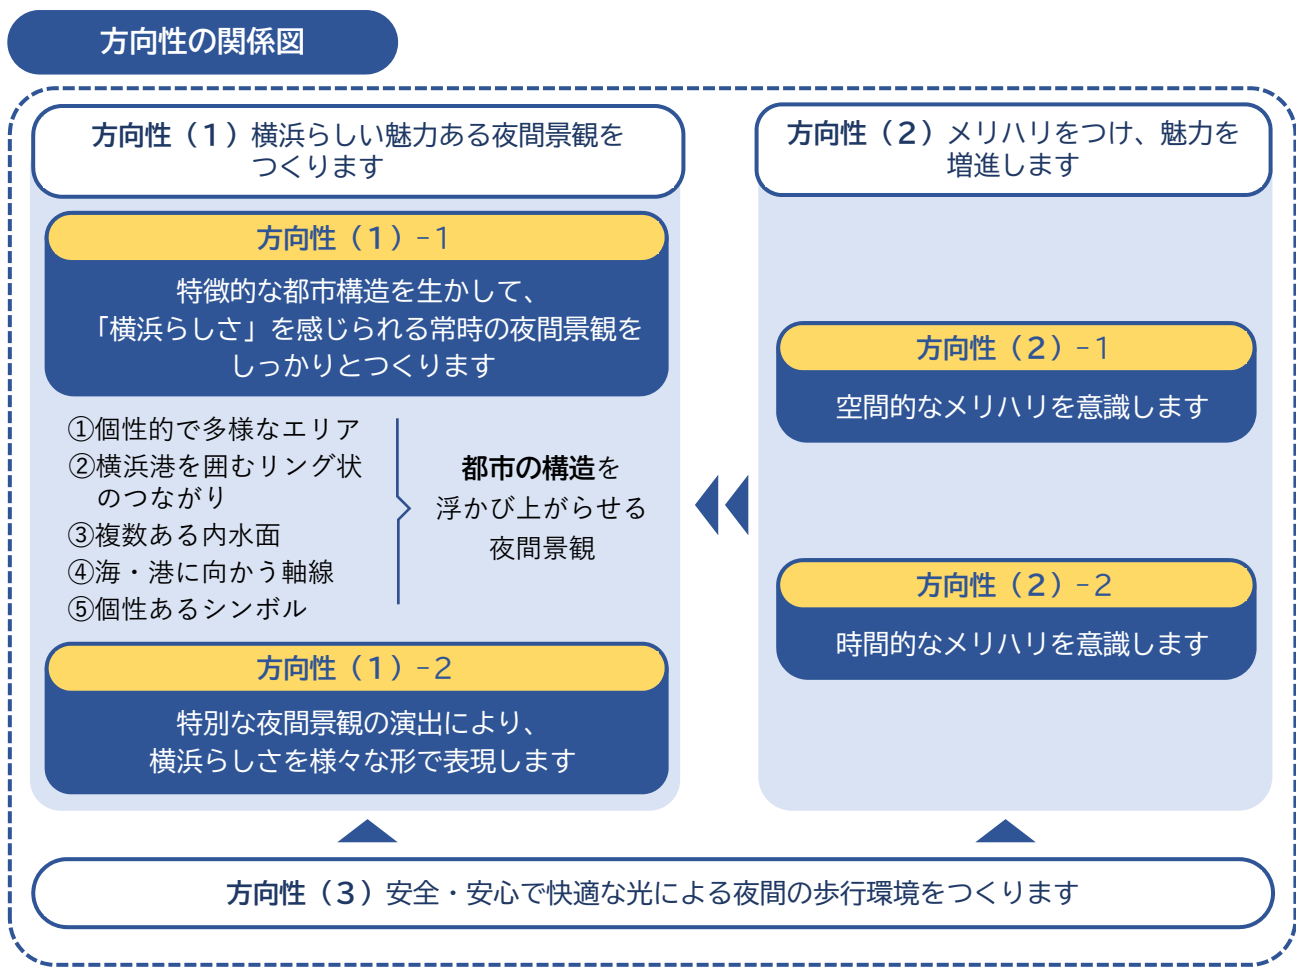 方向性の関係図
方向性（１）横浜らしい魅力ある夜間景観を
つくります
方向性（１）-1
特徴的な都市構造を生かして、
「横浜らしさ」を感じられる常時の夜間景観を
しっかりとつくります
①個性的で多様なエリア
②横浜港を囲むリング状
のつながり
③複数ある内水面
④海・港に向かう軸線
⑤個性あるシンボル
都市の構造を
浮かび上がらせる
夜間景観
方向性（１）-2
特別な夜間景観の演出により、
横浜らしさを様々な形で表現します
方向性（２）メリハリをつけ、魅力を
増進します
方向性（２）-1
空間的なメリハリを意識します
方向性（２）-2
時間的なメリハリを意識します
方向性（３）安全・安心で快適な光による夜間の歩行環境をつくります